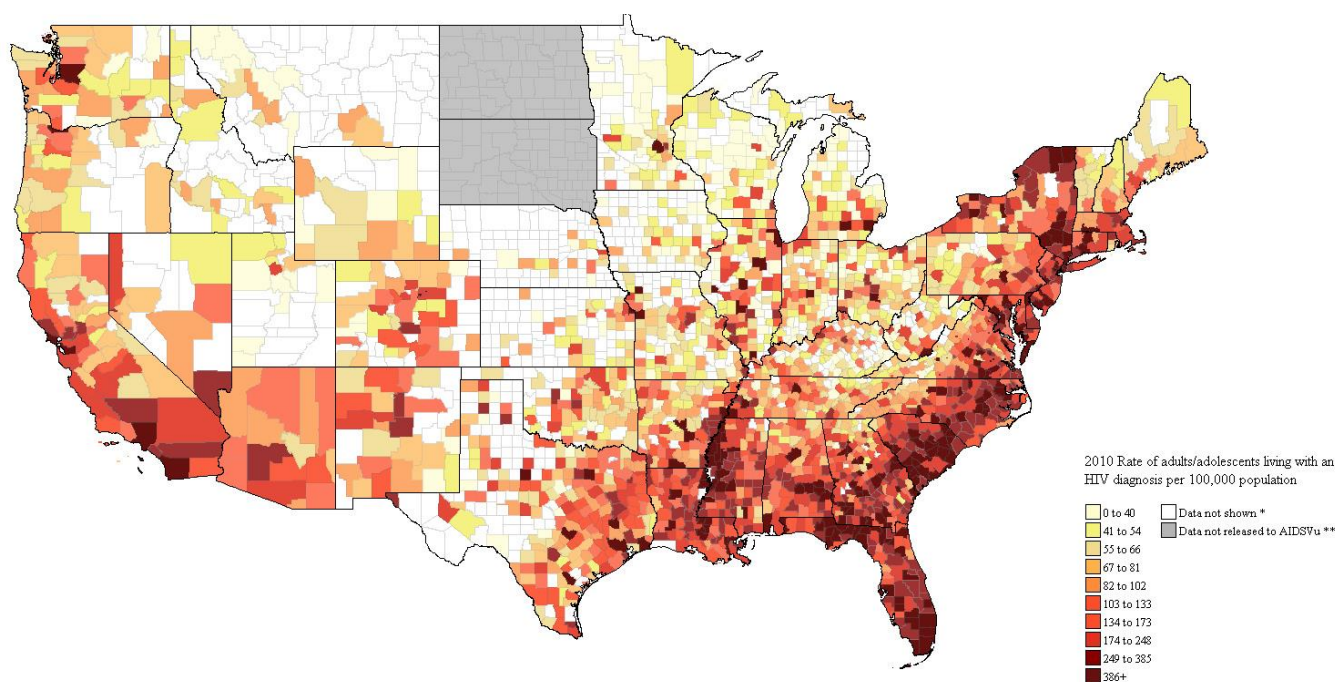 2010 Rate of adults/adolescents living with an
HIV diagnosis per 100,000 population
0 to 40
41 to 54
55 to 66
67 to 81
82 to 102
103 to 133
134 to 173
174 to 248
249 to 385
386+
Data not shown *
Data not released to AIDSVu **